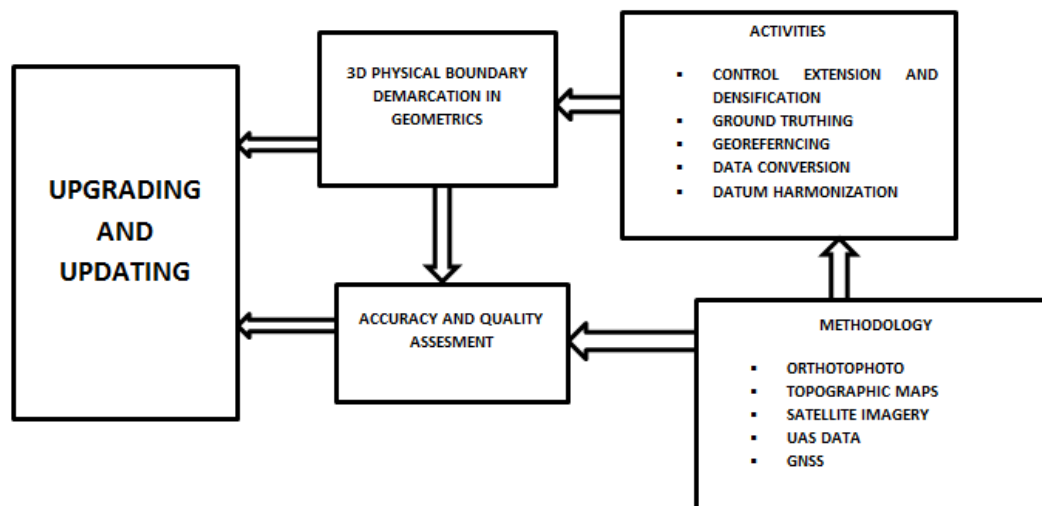 UPGRADING
AND
UPDATING
3D PHYSICAL BOUNDARY
DEMARCATION IN
GEOMETRICS
ACCURACY AND QUALITY
ASSESMENT
ACTIVITIES
▪ CONTROL EXTENSION AND
DENSIFICATION
▪ GROUND TRUTHING
▪ GEOREFERNCING
▪ DATA CONVERSION
▪ DATUM HARMONIZATION
METHODOLOGY
▪ ORTHOTOPHOTO
▪ TOPOGRAPHIC MAPS
▪ SATELLITE IMAGERY
▪ UAS DATA
▪ GNSS